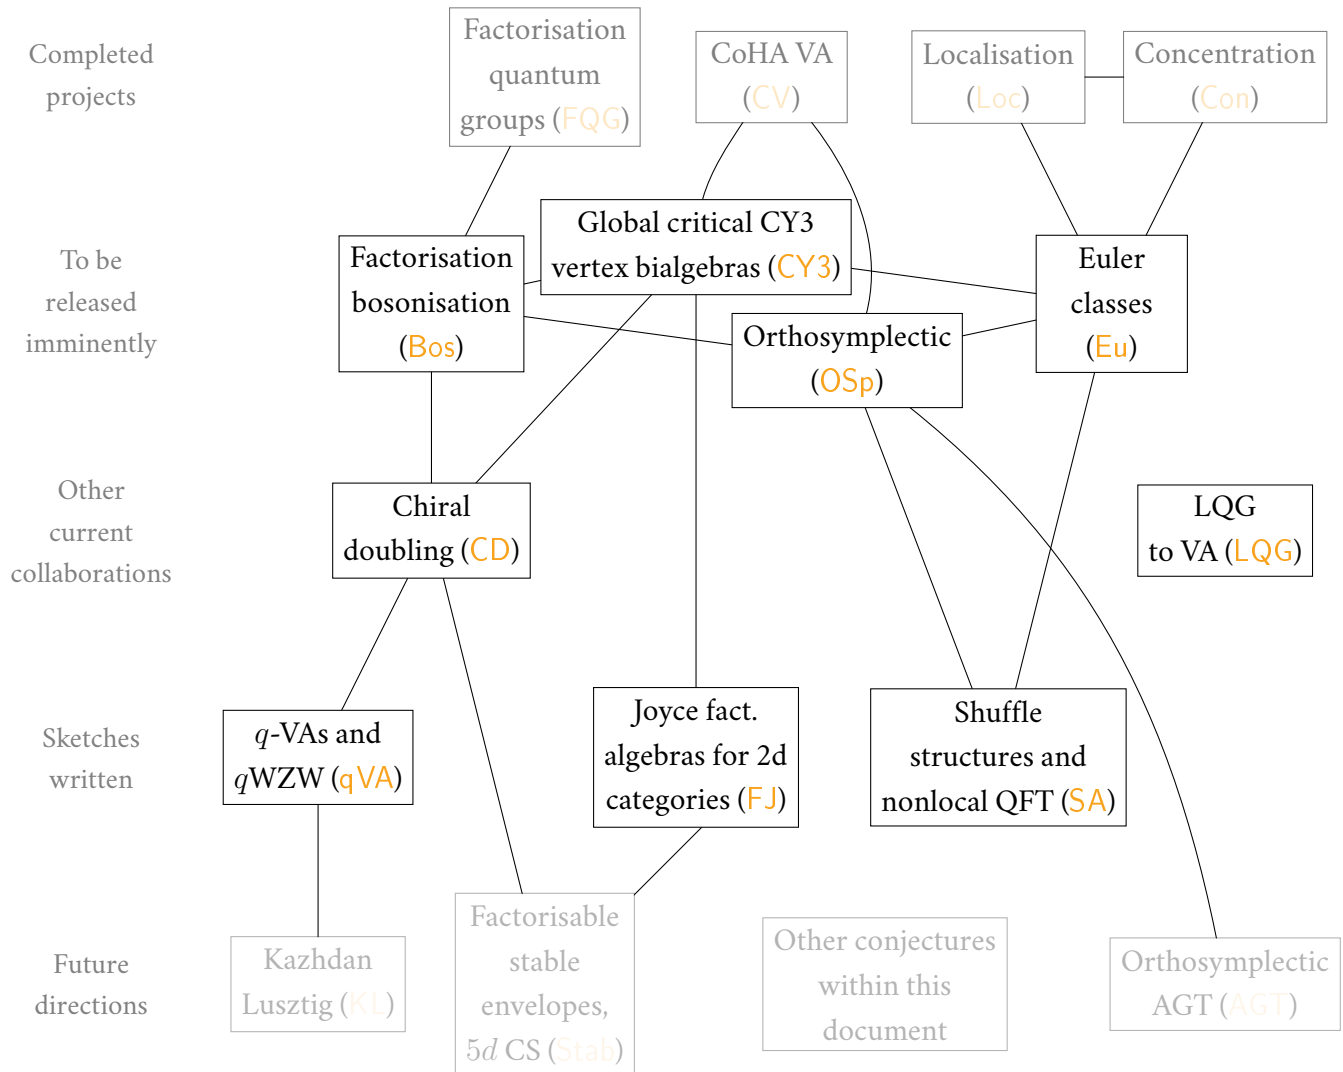 Completed
projects
Factorisation
quantum
groups (FQG)
CoHA VA
(CV)
Localisation
(Loc)
Concentration
(Con)
To be
released
imminently
Factorisation
bosonisation
(Bos)
Global critical CY3
vertex bialgebras (CY3)
Orthosymplectic
(OSp)
Euler
classes
(Eu)
Other
current
collaborations
Chiral
doubling (CD)
LQG
to VA (LQG)
Sketches
written
q-VAs and
qWZW (qVA)
Joyce fact.
algebras for 2d
categories (FJ)
Shuffle
structures and
nonlocal QFT (SA)
Future
directions
Kazhdan
Lusztig (KL)
Factorisable
stable
envelopes,
5d CS (Stab)
Other conjectures
within this
document
Orthosymplectic
AGT (AGT)